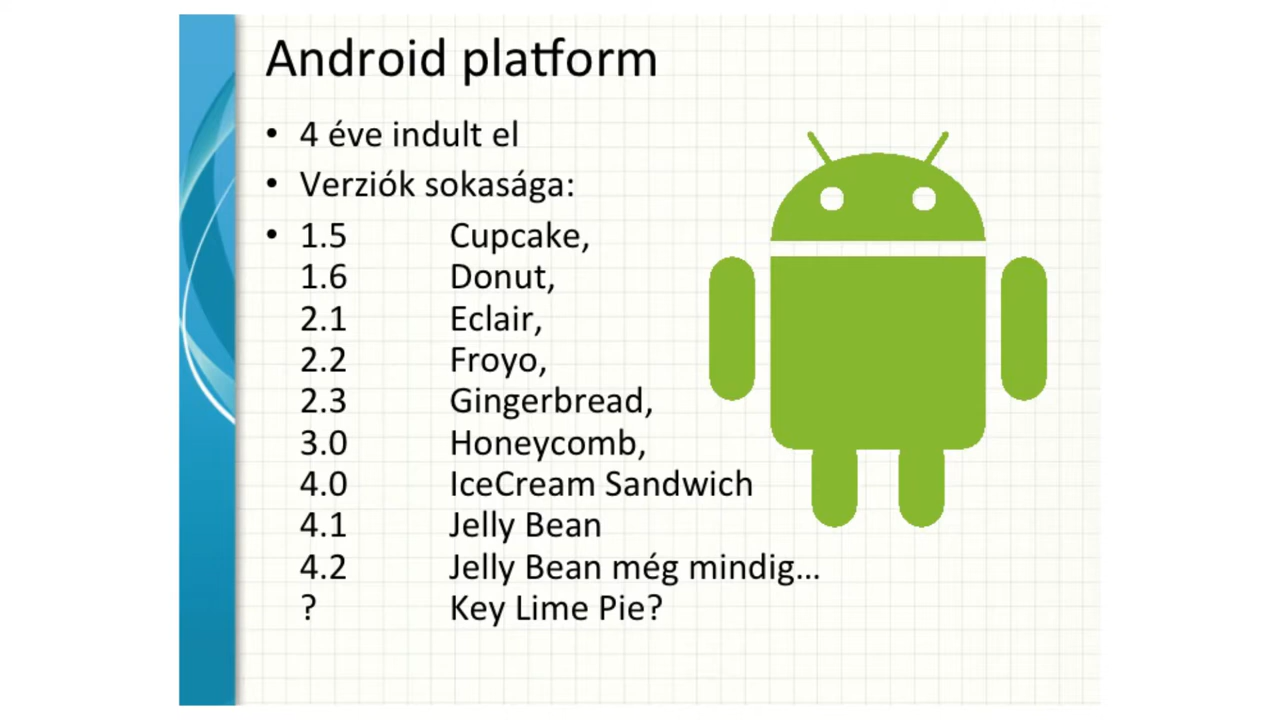 Android platform
• 4 éve indult el
• Verziók sokasága:
• 1.5 Cupcake,
1.6 Donut,
2.1 Eclair,
2.2 Froyo,
2.3 Gingerbread,
3.0 Honeycomb,
4.0 IceCream Sandwich
4.1 Jelly Bean
4.2 Jelly Bean még mindig...
? Key Lime Pie?